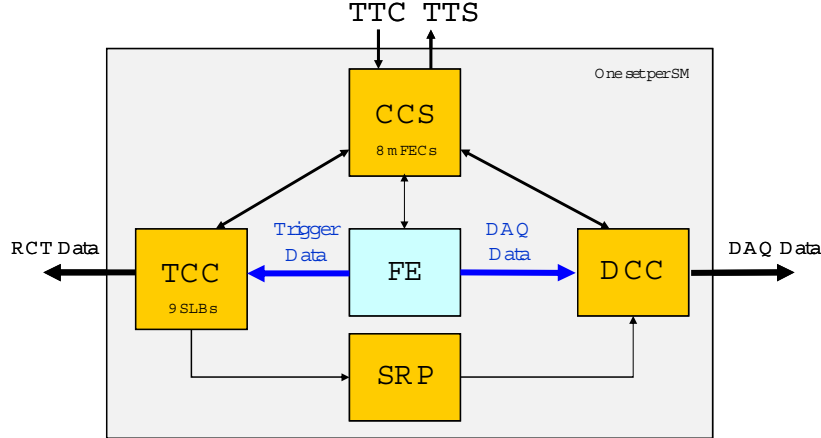 TTC TTS
One set per SM
CCS
8 mFECs
Trigger
Data
DAQ
Data
RCT Data
DAQ Data
TCC
9 SLBs
FE
DCC
SRP